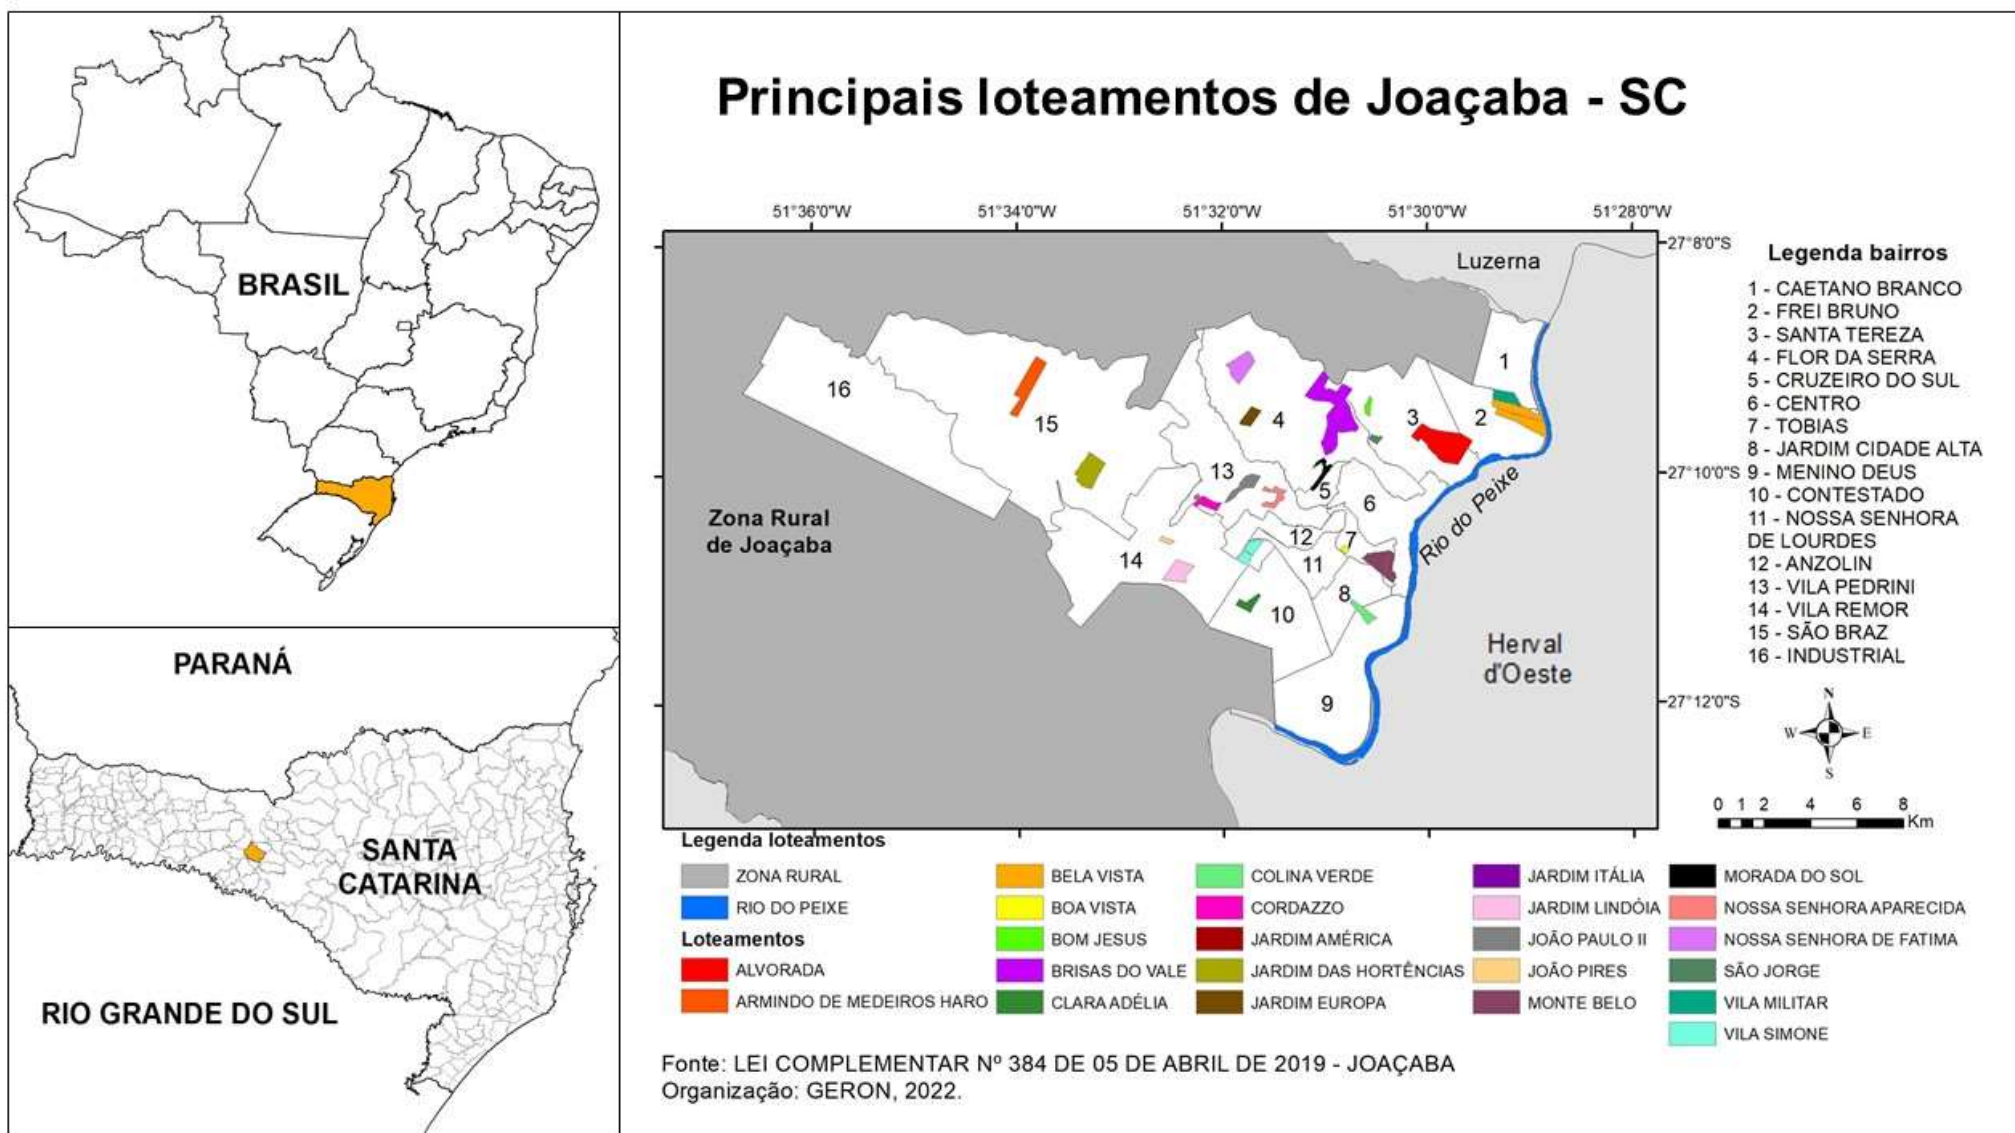 Principais loteamentos de Joaçaba - SC
BRASIL
PARANÁ
SANTA
CATARINA
RIO GRANDE DO SUL
51°36'0"W
51°34'0"W
51°32'0"W
51°30'0"W
51°28'0"W
27°8'0"S
27°10'0"S
27°12'0"S
Luzerna
1
2
3
4
5
6
7
8
9
10
11
12
13
14
15
16
Zona Rural
de Joaçaba
Rio do Peixe
Herval
d'Oeste
Legenda bairros
1 - CAETANO BRANCO
2 - FREI BRUNO
3 - SANTA TEREZA
4 - FLOR DA SERRA
5 - CRUZEIRO DO SUL
6 - CENTRO
7 - TOBIAS
8 - JARDIM CIDADE ALTA
9 - MENINO DEUS
10 - CONTESTADO
11 - NOSSA SENHORA
DE LOURDES
12 - ANZOLIN
13 - VILA PEDRINI
14 - VILA REMOR
15 - SÃO BRAZ
16 - INDUSTRIAL
N
W E
S
0 1 2 4 6 8
Km
Legenda loteamentos
ZONA RURAL
RIO DO PEIXE
Loteamentos
ALVORADA
ARMINDO DE MEDEIROS HARO
BELA VISTA
BOA VISTA
BOM JESUS
BRISAS DO VALE
CLARA ADÉLIA
COLINA VERDE
CORDAZZO
JARDIM AMÉRICA
JARDIM DAS HORTÊNCIAS
JARDIM EUROPA
JARDIM ITÁLIA
JARDIM LINDÓIA
JOÃO PAULO II
JOÃO PIRES
MONTE BELO
MORADA DO SOL
NOSSA SENHORA APARECIDA
NOSSA SENHORA DE FATIMA
SÃO JORGE
VILA MILITAR
VILA SIMONE
Fonte: LEI COMPLEMENTAR Nº 384 DE 05 DE ABRIL DE 2019 - JOAÇABA
Organização: GERON, 2022.